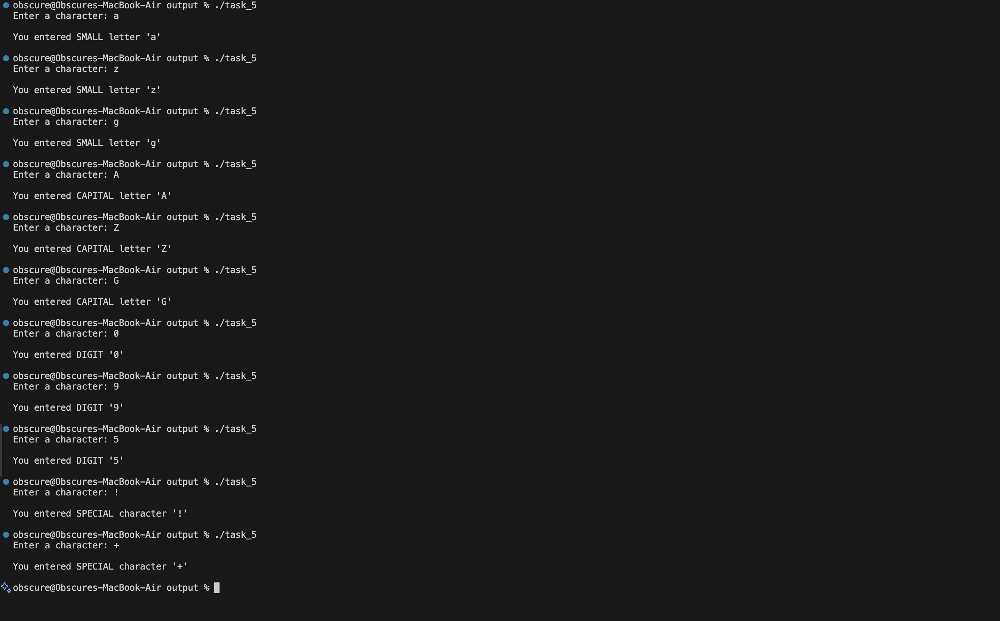 obscure@Obscures-MacBook-Air output % ./task_5
Enter a character: a
You entered SMALL letter 'a'
obscure@Obscures-MacBook-Air output % ./task_5
Enter a character: z
You entered SMALL letter 'z'
obscure@Obscures-MacBook-Air output % ./task_5
Enter a character: g
You entered SMALL letter 'g'
obscure@Obscures-MacBook-Air output % ./task_5
Enter a character: A
You entered CAPITAL letter 'A'
obscure@Obscures-MacBook-Air output % ./task_5
Enter a character: Z
You entered CAPITAL letter 'Z'
obscure@Obscures-MacBook-Air output % ./task_5
Enter a character: G
You entered CAPITAL letter 'G'
obscure@Obscures-MacBook-Air output % ./task_5
Enter a character: 0
You entered DIGIT '0'
obscure@Obscures-MacBook-Air output % ./task_5
Enter a character: 9
You entered DIGIT '9'
obscure@Obscures-MacBook-Air output % ./task_5
Enter a character: 5
You entered DIGIT '5'
obscure@Obscures-MacBook-Air output % ./task_5
Enter a character: !
You entered SPECIAL character '!'
obscure@Obscures-MacBook-Air output % ./task_5
Enter a character: +
You entered SPECIAL character '+'
obscure@Obscures-MacBook-Air output %